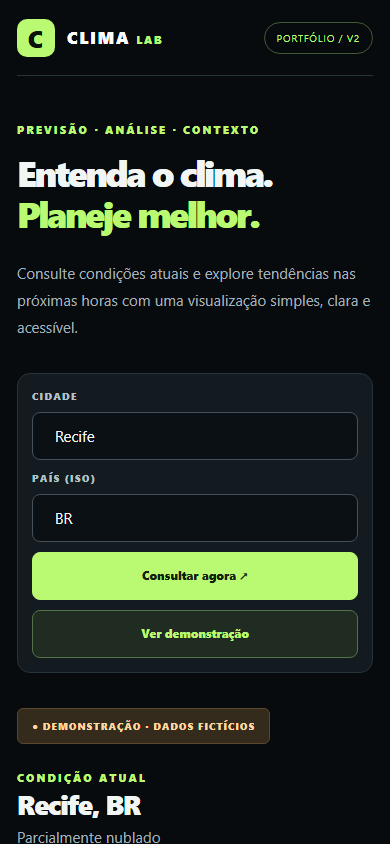 C CLIMA LAB PORTFÓLIO / V2
PREVISÃO · ANÁLISE · CONTEXTO
Entenda o clima.
Planeje melhor.
Consulte condições atuais e explore tendências nas
próximas horas com uma visualização simples, clara e
acessível.
CIDADE
Recife
PAÍS (ISO)
BR
Consultar agora ↗
Ver demonstração
● DEMONSTRAÇÃO · DADOS FICTÍCIOS
CONDIÇÃO ATUAL
Recife, BR
Parcialmente nublado